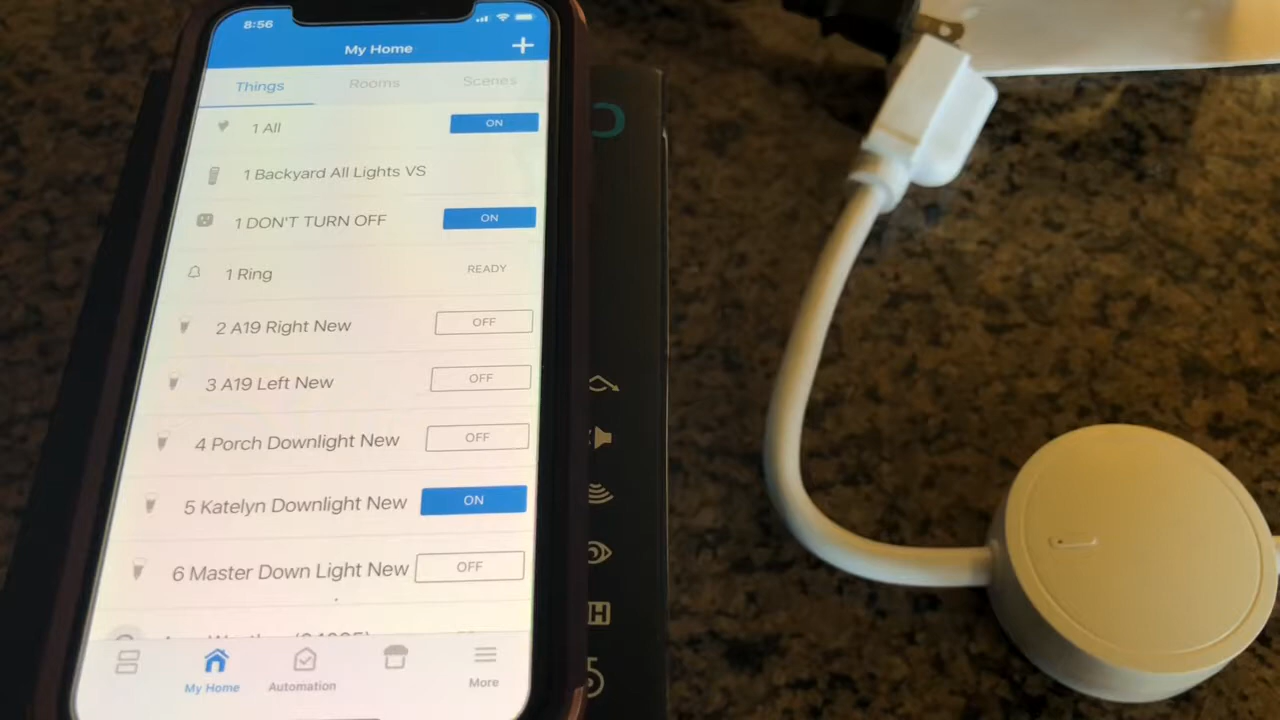 8:56
My Home
Things Rooms Scenes
1 All ON
1 Backyard All Lights VS
1 DON'T TURN OFF ON
1 Ring READY
2 A19 Right New OFF
3 A19 Left New OFF
4 Porch Downlight New OFF
5 Katelyn Downlight New ON
6 Master Down Light New OFF
My Home Automation More
H
5